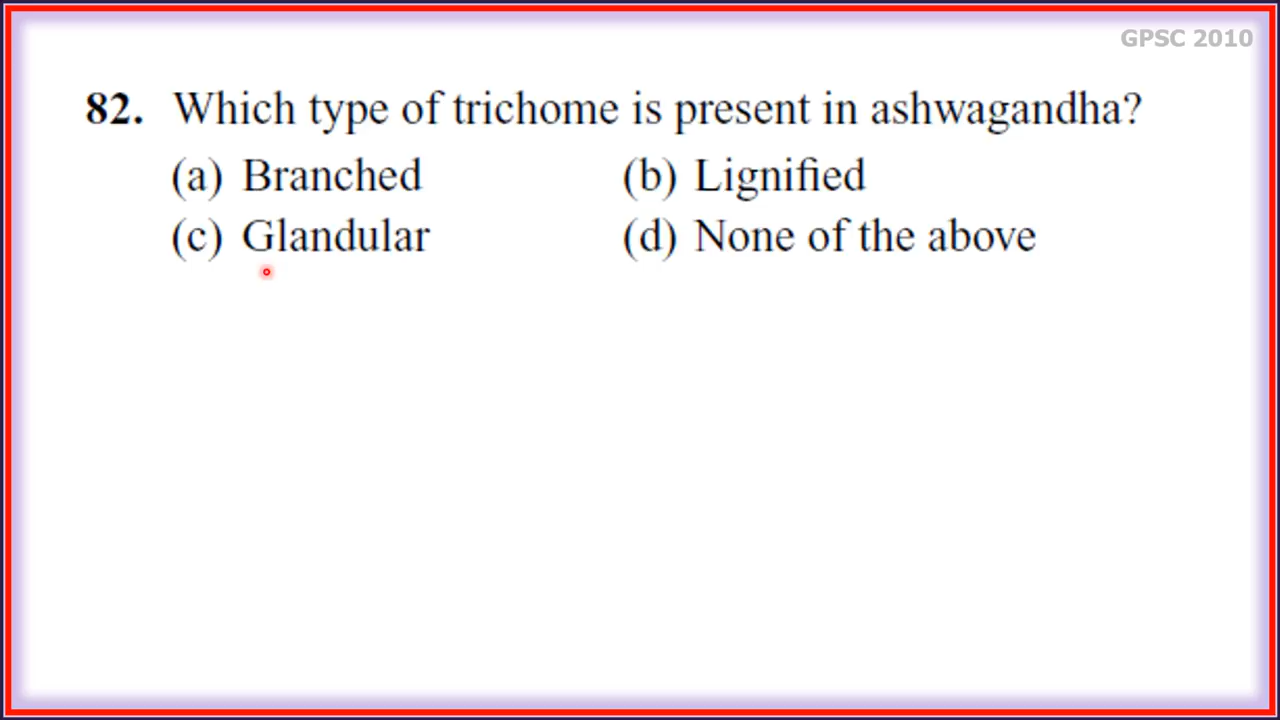 GPSC 2010
82. Which type of trichome is present in ashwagandha?
(a) Branched (b) Lignified
(c) Glandular (d) None of the above